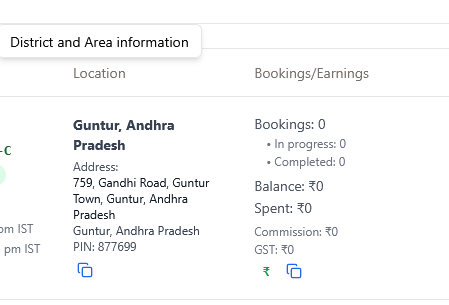 District and Area information
Location
Bookings/Earnings
Guntur, Andhra
Pradesh
Address:
759, Gandhi Road, Guntur
Town, Guntur, Andhra
Pradesh
Guntur, Andhra Pradesh
PIN: 877699
Bookings: 0
• In progress: 0
• Completed: 0
Balance: ₹0
Spent: ₹0
Commission: ₹0
GST: ₹0
₹
-C
pm IST
pm IST